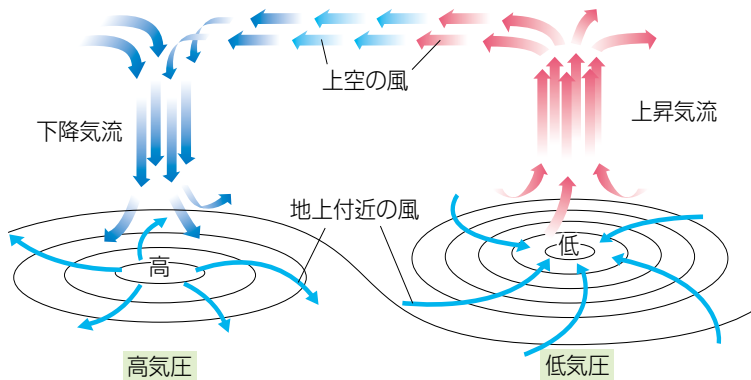 上空の風
下降気流
上昇気流
地上付近の風
高
低
高気圧
低気圧